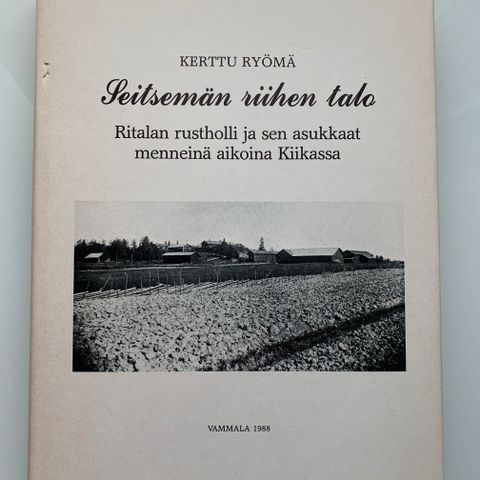 KERTTU RYÖMÄ
Seitsemän riihen talo
Ritalan rustholli ja sen asukkaat
menneinä aikoina Kiikassa
VAMMALA 1988